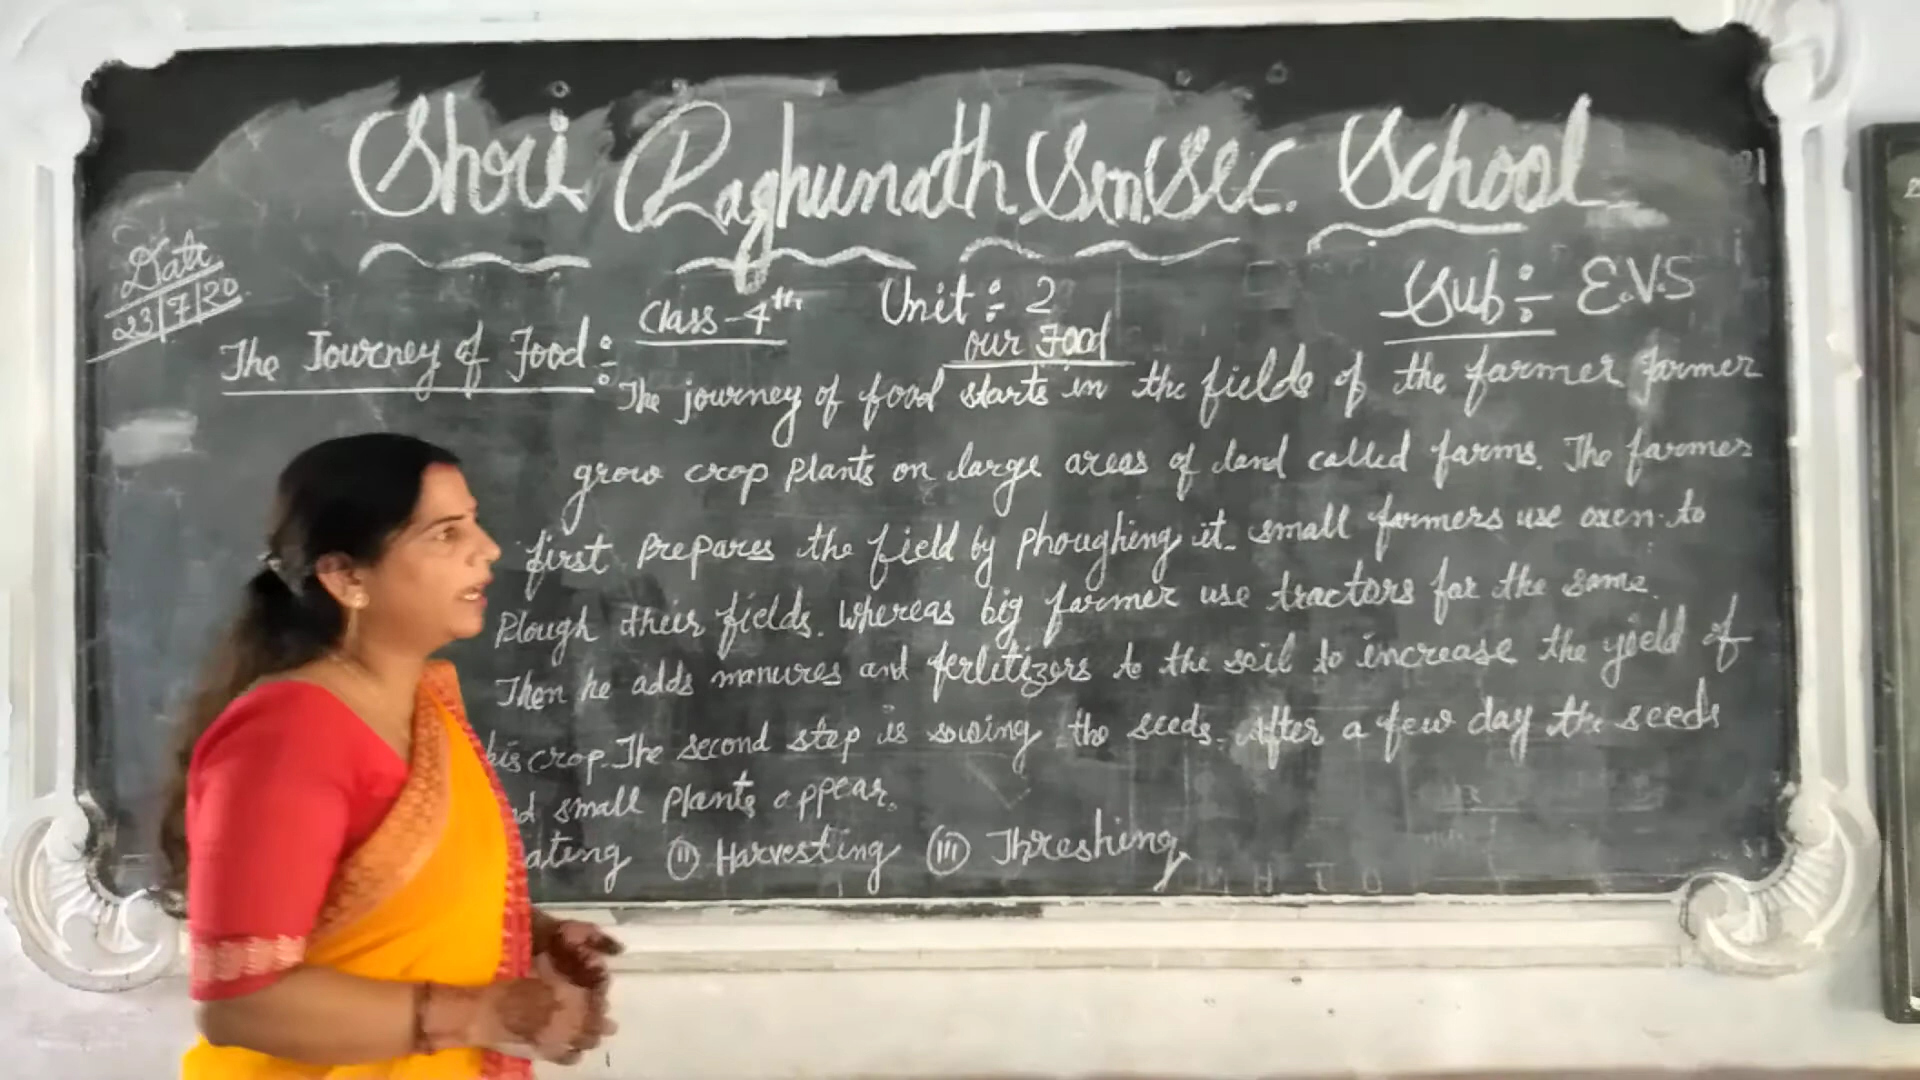 Shri Raghunath Sen. Sec. School
Date
23/7/20
Class - 4th
Unit ÷ 2
Sub ÷ E.V.S
our Food
The Journey of Food ÷
The journey of food starts in the fields of the farmer farmer
grow crop plants on large areas of land called farms. The farmer
first prepares the field by phoughing it. small farmers use oxen to
Plough their fields. Whereas big farmer use tractors for the same.
Then he adds manures and ferletizers to the soil to increase the yield of
his crop. The second step is sowing the seeds. After a few day the seeds
nd small plants appear.
ating (ii) Harvesting (iii) Threshing